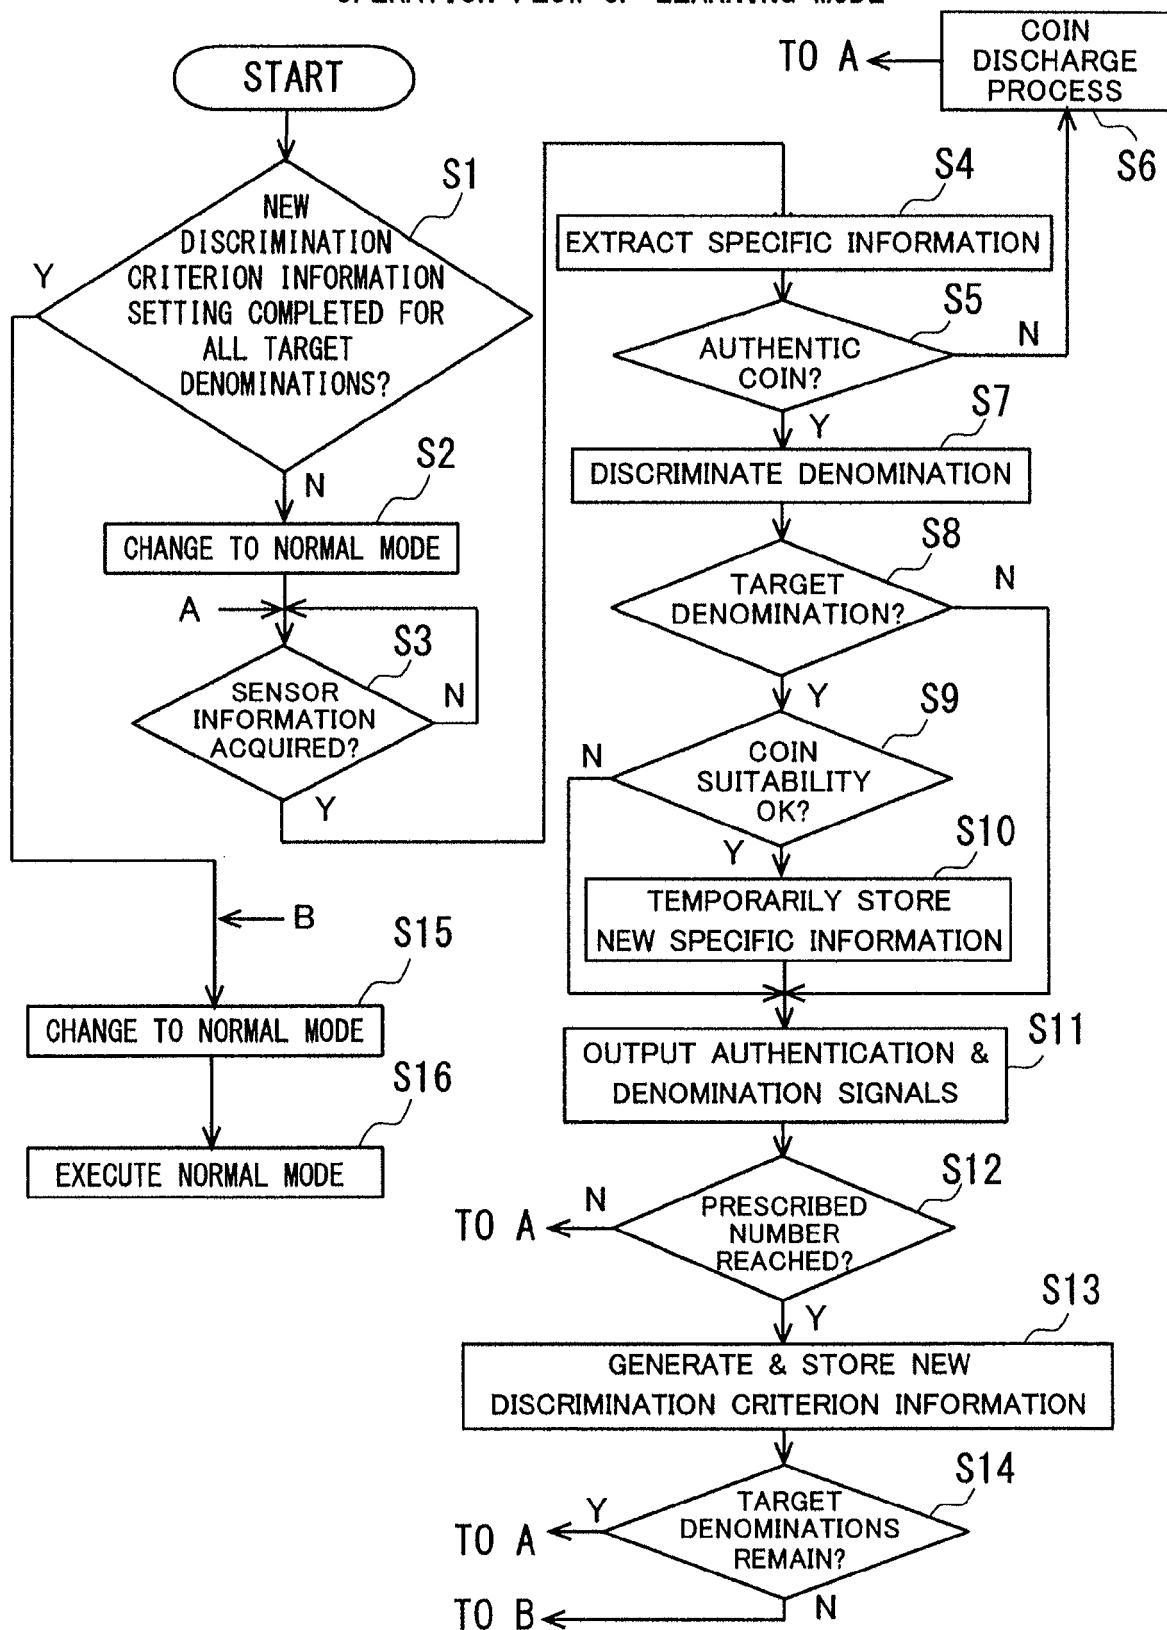 START
S1
NEW
DISCRIMINATION
CRITERION INFORMATION
SETTING COMPLETED FOR
ALL TARGET
DENOMINATIONS?
Y
N
S2
CHANGE TO NORMAL MODE
A
S3
SENSOR
INFORMATION
ACQUIRED?
N
Y
B
S15
CHANGE TO NORMAL MODE
S16
EXECUTE NORMAL MODE
TO A
COIN
DISCHARGE
PROCESS
S6
S4
EXTRACT SPECIFIC INFORMATION
S5
AUTHENTIC
COIN?
N
Y
S7
DISCRIMINATE DENOMINATION
S8
TARGET
DENOMINATION?
N
Y
S9
COIN
SUITABILITY
OK?
N
Y
S10
TEMPORARILY STORE
NEW SPECIFIC INFORMATION
S11
OUTPUT AUTHENTICATION &
DENOMINATION SIGNALS
S12
PRESCRIBED
NUMBER
REACHED?
N
TO A
Y
S13
GENERATE & STORE NEW
DISCRIMINATION CRITERION INFORMATION
S14
TARGET
DENOMINATIONS
REMAIN?
Y
TO A
N
TO B